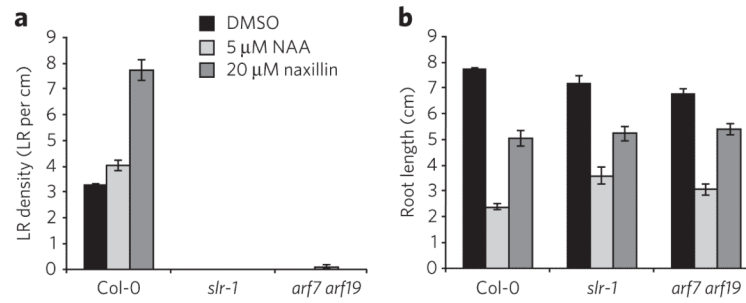 a
DMSO
5 μM NAA
20 μM naxillin
LR density (LR per cm)
9
8
7
6
5
4
3
2
1
0
Col-0 slr-1 arf7 arf19
b
Root length (cm)
9
8
7
6
5
4
3
2
1
0
Col-0 slr-1 arf7 arf19